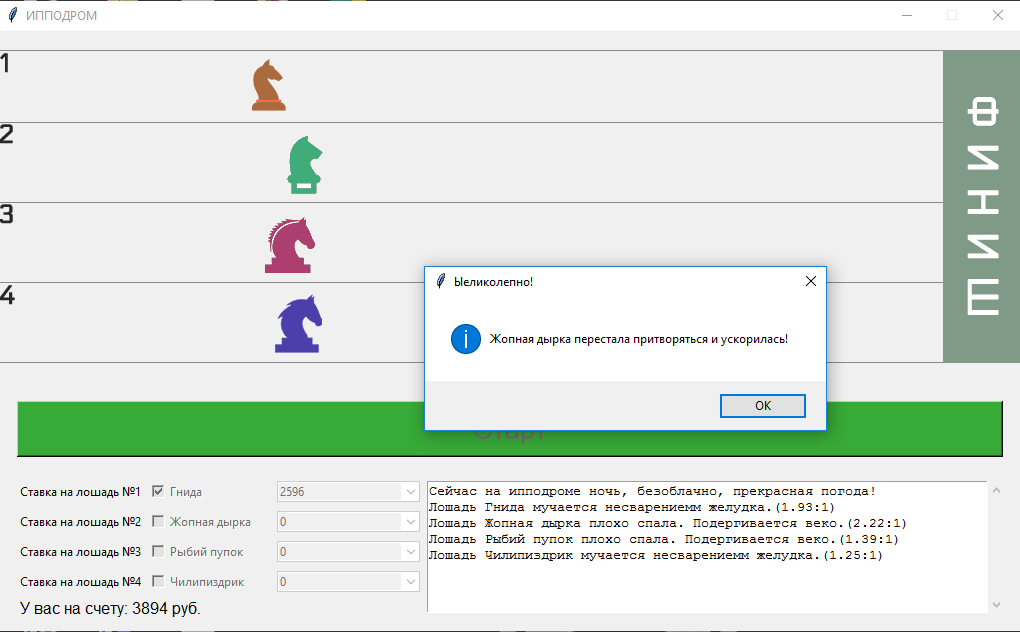 ИППОДРОМ
1
2
3
4
ФИНИШ
Ыеликолепно!
Жопная дырка перестала притворяться и ускорилась!
OK
Старт
Ставка на лошадь №1 Гнида 2596
Ставка на лошадь №2 Жопная дырка 0
Ставка на лошадь №3 Рыбий пупок 0
Ставка на лошадь №4 Чилипиздрик 0
У вас на счету: 3894 руб.
Сейчас на ипподроме ночь, безоблачно, прекрасная погода!
Лошадь Гнида мучается несварениемм желудка.(1.93:1)
Лошадь Жопная дырка плохо спала. Подергивается веко.(2.22:1)
Лошадь Рыбий пупок плохо спала. Подергивается веко.(1.39:1)
Лошадь Чилипиздрик мучается несварениемм желудка.(1.25:1)